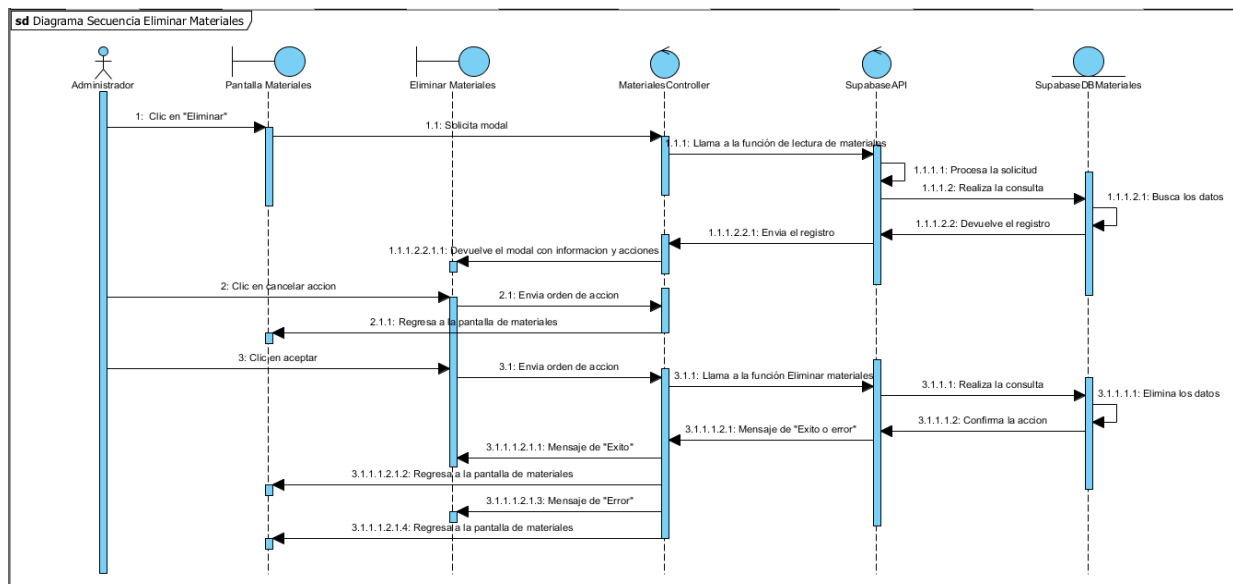 sd Diagrama Secuencia Eliminar Materiales
Administrador
Pantalla Materiales
Eliminar Materiales
MaterialesController
SupabaseAPI
SupabaseDBMateriales
1: Clic en "Eliminar"
1.1: Solicita modal
1.1.1: Llama a la función de lectura de materiales
1.1.1.1: Procesa la solicitud
1.1.1.2: Realiza la consulta
1.1.1.2.1: Busca los datos
1.1.1.2.2: Devuelve el registro
1.1.1.2.2.1: Envia el registro
1.1.1.2.2.1.1: Devuelve el modal con informacion y acciones
2: Clic en cancelar accion
2.1: Envia orden de accion
2.1.1: Regresa a la pantalla de materiales
3: Clic en aceptar
3.1: Envia orden de accion
3.1.1: Llama a la función Eliminar materiales
3.1.1.1: Realiza la consulta
3.1.1.1.1: Elimina los datos
3.1.1.1.2: Confirma la accion
3.1.1.1.2.1: Mensaje de "Exito o error"
3.1.1.1.2.1.1: Mensaje de "Exito"
3.1.1.1.2.1.2: Regresa a la pantalla de materiales
3.1.1.1.2.1.3: Mensaje de "Error"
3.1.1.1.2.1.4: Regresa a la pantalla de materiales